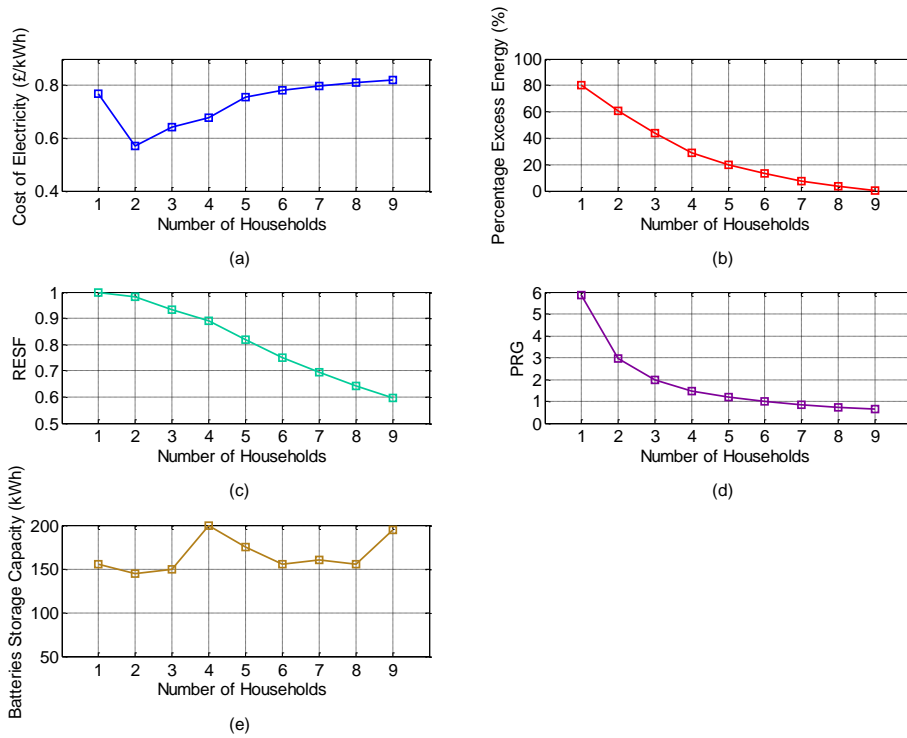 Cost of Electricity (£/kWh)
0.8
0.6
0.4
1 2 3 4 5 6 7 8 9
Number of Households
(a)
Percentage Excess Energy (%)
100
80
60
40
20
0
1 2 3 4 5 6 7 8 9
Number of Households
(b)
RESF
1
0.9
0.8
0.7
0.6
0.5
1 2 3 4 5 6 7 8 9
Number of Households
(c)
PRG
6
5
4
3
2
1
0
1 2 3 4 5 6 7 8 9
Number of Households
(d)
Batteries Storage Capacity (kWh)
200
150
100
50
1 2 3 4 5 6 7 8 9
Number of Households
(e)